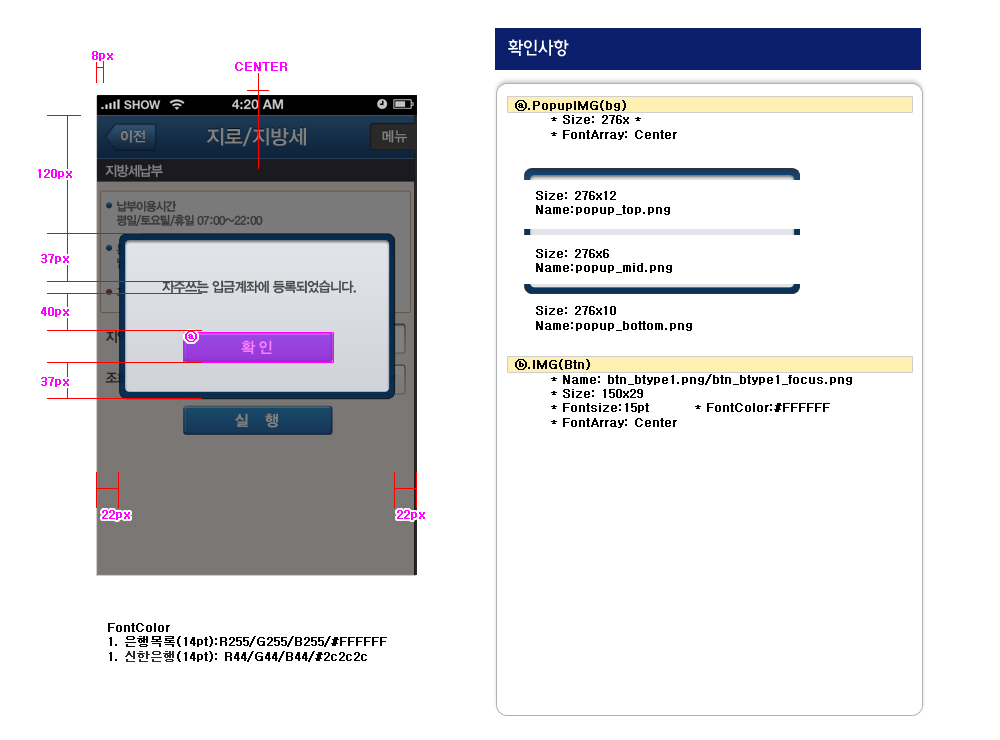 8px
CENTER
SHOW 4:20 AM
이전 지로/지방세 메뉴
지방세납부
120px
납부이용시간
평일/토요틸/휴일 07:00~22:00
37px
자주쓰는 입금계좌에 등록되었습니다.
40px
ⓐ
확인
37px
실 행
22px
22px
FontColor
1. 은행목록(14pt):R255/G255/B255/#FFFFFF
1. 신한은행(14pt): R44/G44/B44/#2c2c2c
확인사항
ⓐ.PopupIMG(bg)
* Size: 276x *
* FontArray: Center
Size: 276x12
Name:popup_top.png
Size: 276x6
Name:popup_mid.png
Size: 276x10
Name:popup_bottom.png
ⓑ.IMG(Btn)
* Name: btn_btype1.png/btn_btype1_focus.png
* Size: 150x29
* Fontsize:15pt * FontColor:#FFFFFF
* FontArray: Center